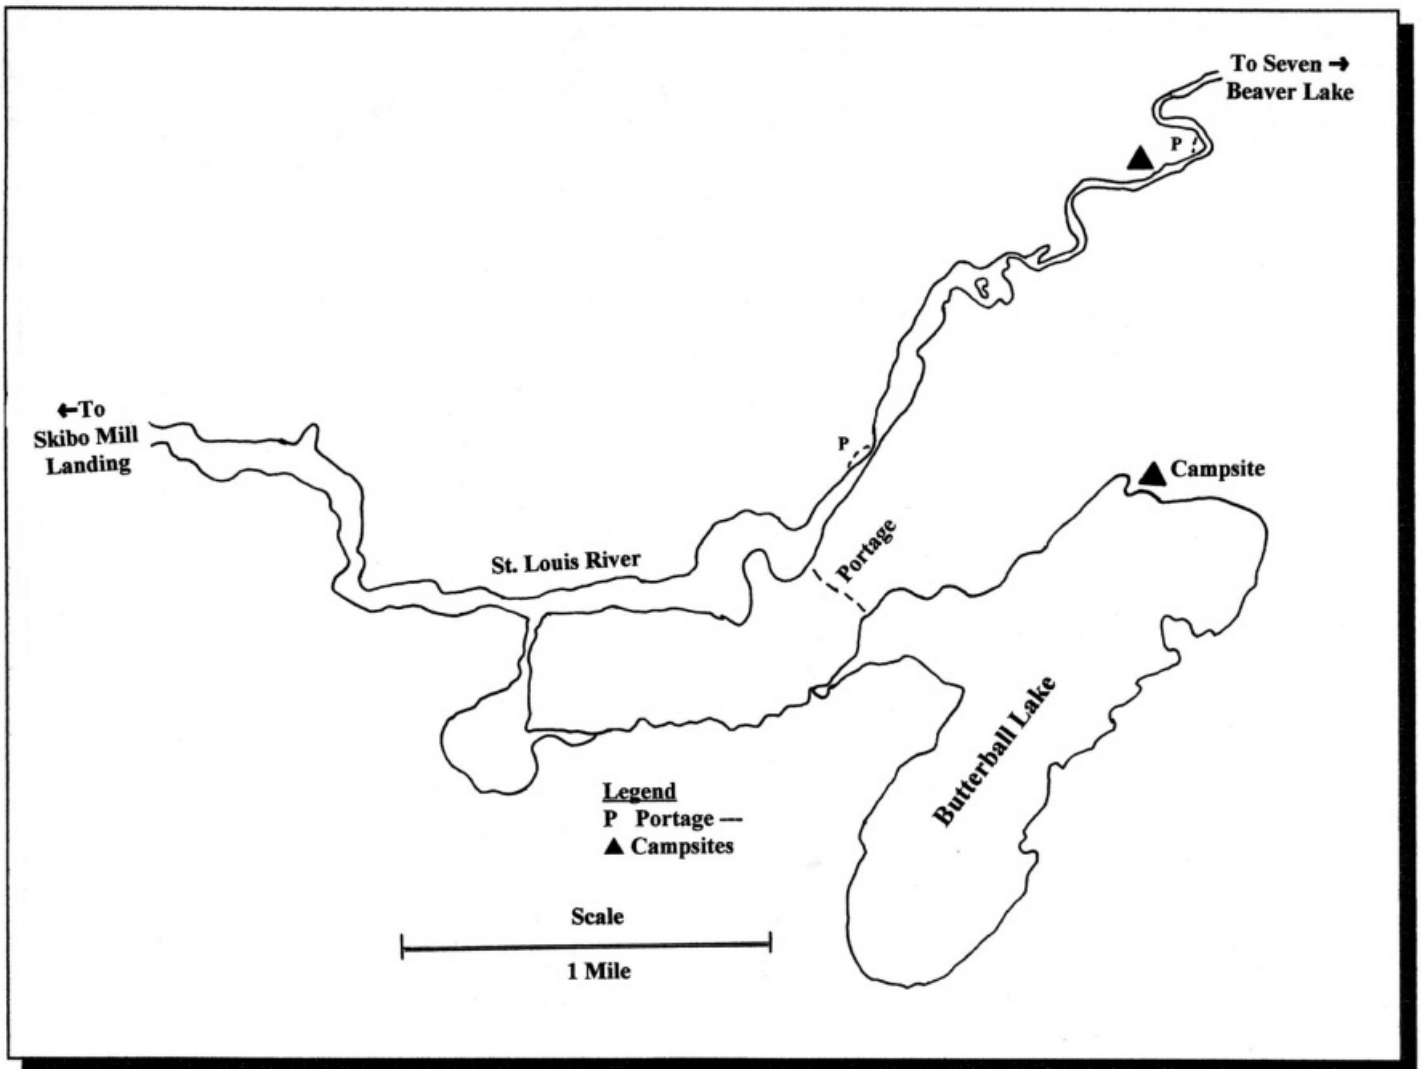 To Seven →
Beaver Lake
P
←To
Skibo Mill
Landing
P
▲ Campsite
Portage
St. Louis River
Butterball Lake
Legend
P Portage ---
▲ Campsites
Scale
1 Mile